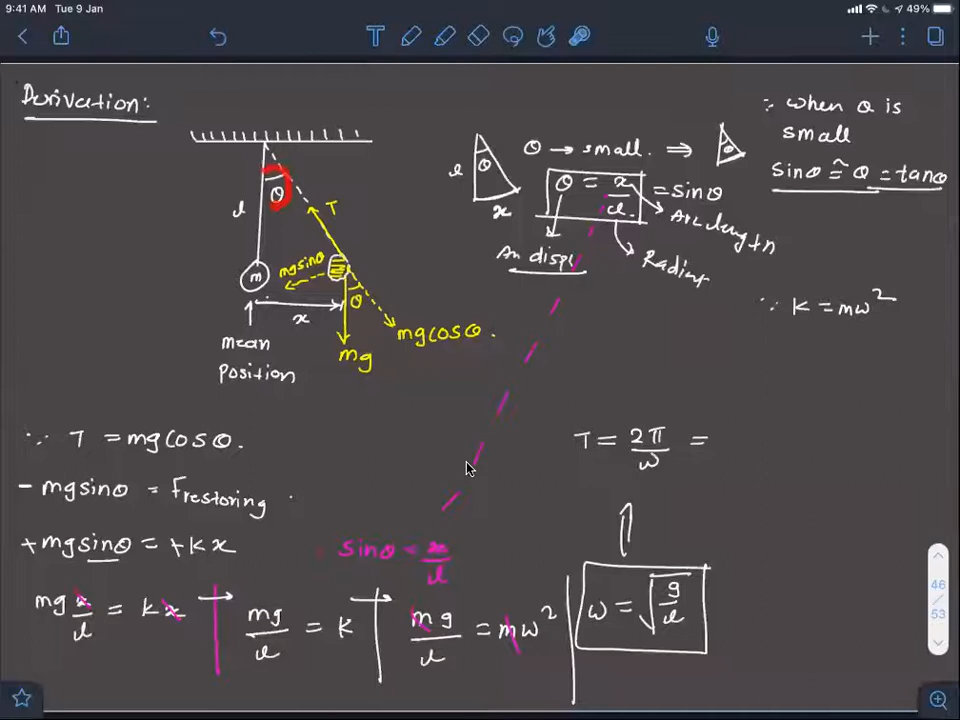 9:41 AM Tue 9 Jan
49%
Derivation:
l
θ
T
mgsinθ
m
θ
x
mgcosθ.
mg
mean
position
l
θ
x
θ → small. ⇒
θ = x/l = sinθ
Arc length
Radius
An displ
∵ when θ is
small
sinθ ≅ θ = tanθ
∵ K = mω²
∵ T = mgcosθ.
- mgsinθ = Frestoring
+mgsinθ = +Kx
sinθ = x/l
mg x/l = Kx → mg/l = K → mg/l = mω²
ω = √g/l
T = 2π/ω =
46
53